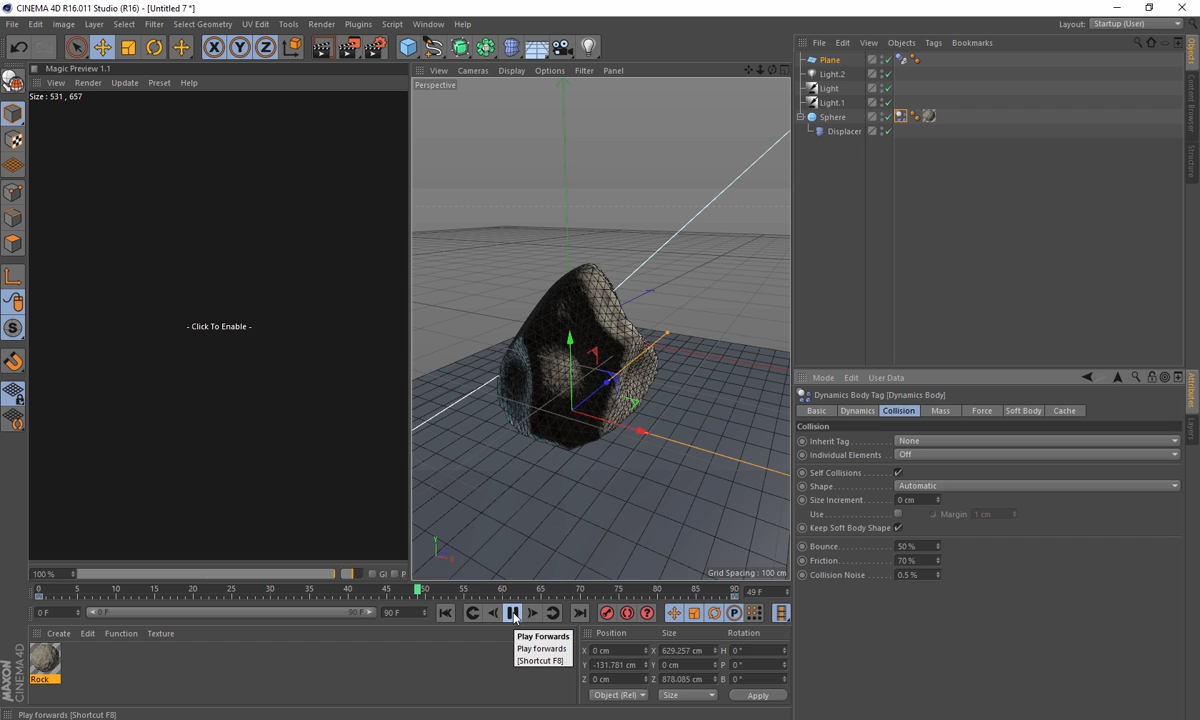 CINEMA 4D R16.011 Studio (R16) - [Untitled 7 *]
File Edit Image Layer Select Filter Select Geometry UV Edit Tools Render Plugins Script Window Help
Layout: Startup (User)
X Y Z
Magic Preview 1.1
View Render Update Preset Help
Size : 531 , 657
- Click To Enable -
100 % GI P
View Cameras Display Options Filter Panel
Perspective
Y
X
Grid Spacing : 100 cm
File Edit View Objects Tags Bookmarks
Plane
Light.2
Light
Light.1
Sphere
Displacer
Objects
Content Browser
Structure
Mode Edit User Data
Dynamics Body Tag [Dynamics Body]
Basic Dynamics Collision Mass Force Soft Body Cache
Collision
Inherit Tag None
Individual Elements Off
Self Collisions
Shape Automatic
Size Increment 0 cm
Use Margin 1 cm
Keep Soft Body Shape
Bounce 50 %
Friction 70 %
Collision Noise 0.5 %
Attributes
Layers
0 5 10 15 20 25 30 35 40 45 50 55 60 65 70 75 80 85 90 49 F
0 F 0 F 90 F 90 F
Play Forwards
Play forwards
[Shortcut F8]
Create Edit Function Texture
Rock
Position Size Rotation
X 0 cm X 629.257 cm H 0 °
Y -131.781 cm Y 0 cm P 0 °
Z 0 cm Z 878.085 cm B 0 °
Object (Rel) Size Apply
MAXON
CINEMA 4D
Play forwards [Shortcut F8]